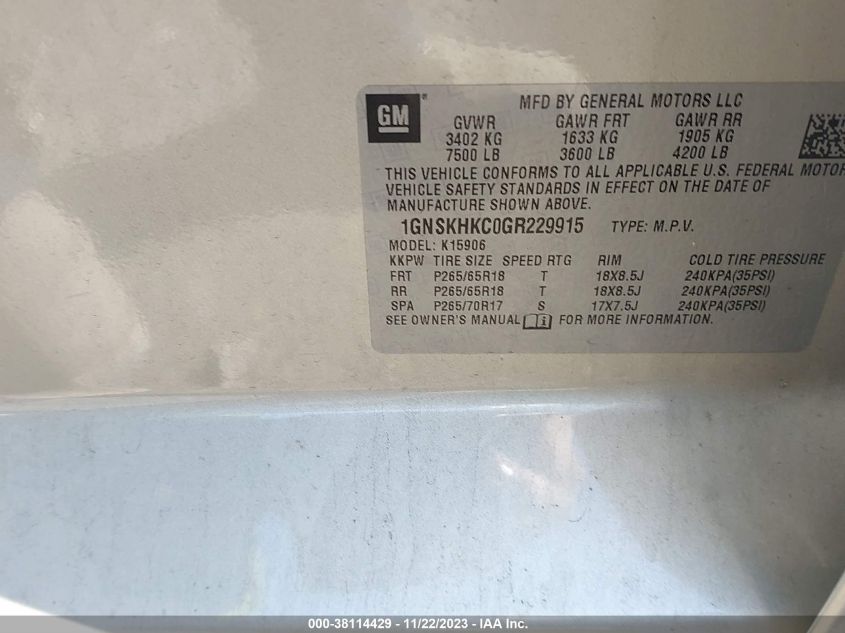 GM ®
MFD BY GENERAL MOTORS LLC
GVWR GAWR FRT GAWR RR
3402 KG 1633 KG 1905 KG
7500 LB 3600 LB 4200 LB
THIS VEHICLE CONFORMS TO ALL APPLICABLE U.S. FEDERAL MOTOR
VEHICLE SAFETY STANDARDS IN EFFECT ON THE DATE OF
MANUFACTURE SHOWN ABOVE.
1GNSKHKC0GR229915 TYPE: M.P.V.
MODEL: K15906
KKPW TIRE SIZE SPEED RTG RIM COLD TIRE PRESSURE
FRT P265/65R18 T 18X8.5J 240KPA(35PSI)
RR P265/65R18 T 18X8.5J 240KPA(35PSI)
SPA P265/70R17 S 17X7.5J 240KPA(35PSI)
SEE OWNER'S MANUAL FOR MORE INFORMATION.
000-38114429 - 11/22/2023 - IAA Inc.